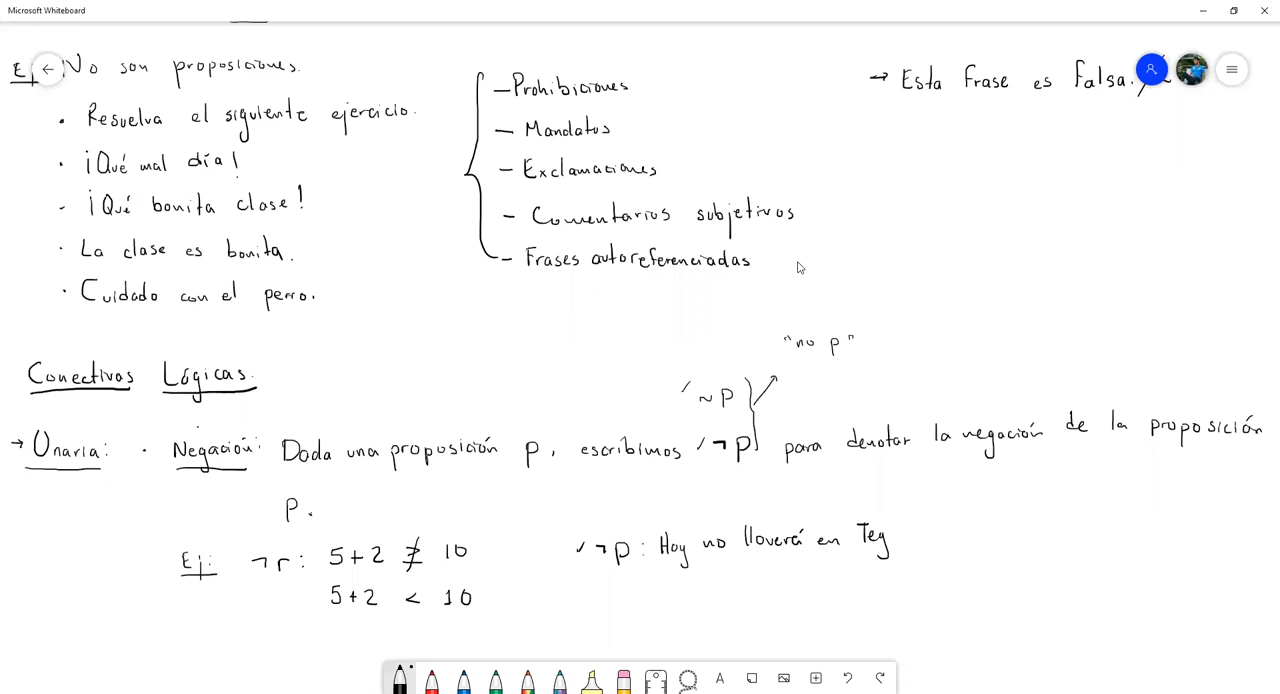 Microsoft Whiteboard
Ej: No son proposiciones.
• Resuelva el siguiente ejercicio.
• ¡Qué mal día!
- ¡Qué bonita clase!
• La clase es bonita.
• Cuidado con el perro.
- Prohibiciones
- Mandatos
- Exclamaciones
- Comentarios subjetivos
- Frases autoreferenciadas
→ Esta Frase es Falsa.
Conectivos Lógicas.
"no p"
~p
→ Unaria: • Negación: Dada una proposición p, escribimos ¬p para denotar la negación de la proposición
p.
Ej: ¬r: 5+2 ≱ 10
5+2 < 10
¬p: Hoy no lloverá en Teg